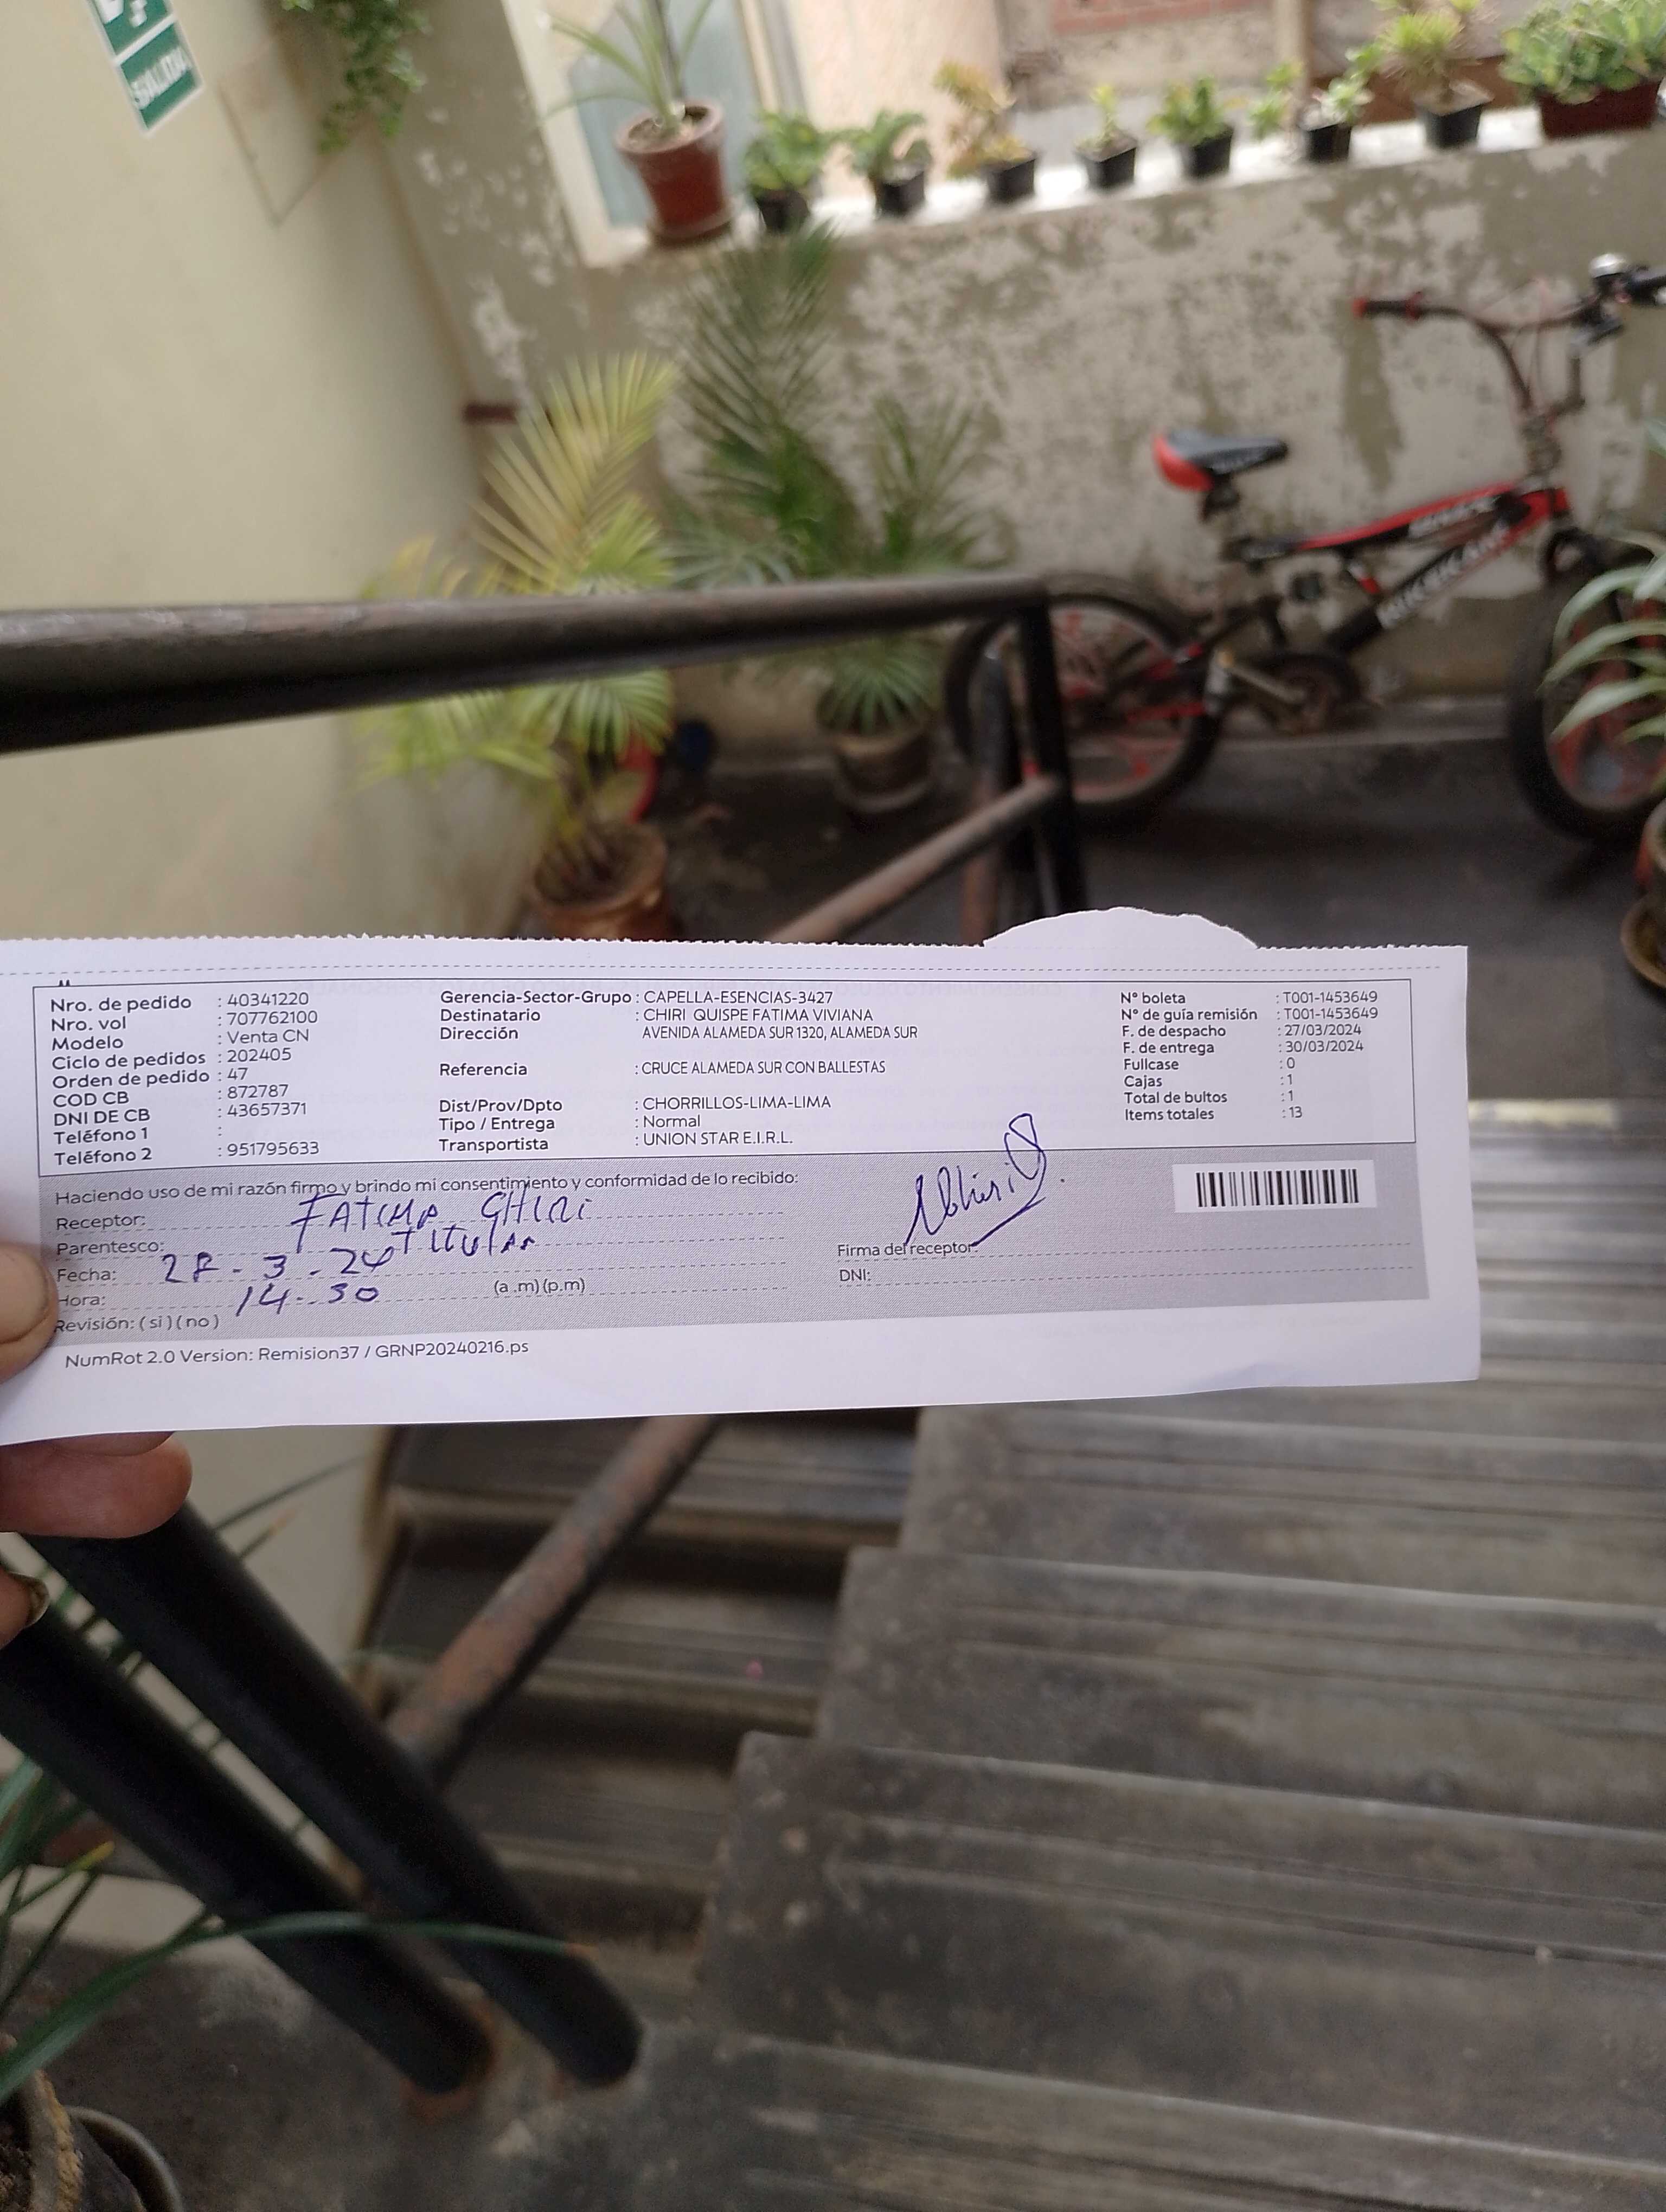 SALIDA
Nro. de pedido : 40341220
Nro. vol : 707762100
Modelo : Venta CN
Ciclo de pedidos : 202405
Orden de pedido : 47
COD CB : 872787
DNI DE CB : 43657371
Teléfono 1 :
Teléfono 2 : 951795633
Gerencia-Sector-Grupo : CAPELLA-ESENCIAS-3427
Destinatario : CHIRI QUISPE FATIMA VIVIANA
Dirección AVENIDA ALAMEDA SUR 1320, ALAMEDA SUR
Referencia : CRUCE ALAMEDA SUR CON BALLESTAS
Dist/Prov/Dpto : CHORRILLOS-LIMA-LIMA
Tipo / Entrega : Normal
Transportista : UNION STAR E.I.R.L.
N° boleta : T001-1453649
N° de guía remisión : T001-1453649
F. de despacho : 27/03/2024
F. de entrega : 30/03/2024
Fullcase : 0
Cajas : 1
Total de bultos : 1
Items totales : 13
Haciendo uso de mi razón firmo y brindo mi consentimiento y conformidad de lo recibido:
Receptor: FATIMA CHIRI
Parentesco: TITULAR
Fecha: 28-3-24
Hora: 14-30 (a .m) (p.m)
Revisión: ( si ) ( no )
Firma del receptor:
DNI:
NumRot 2.0 Version: Remision37 / GRNP20240216.ps